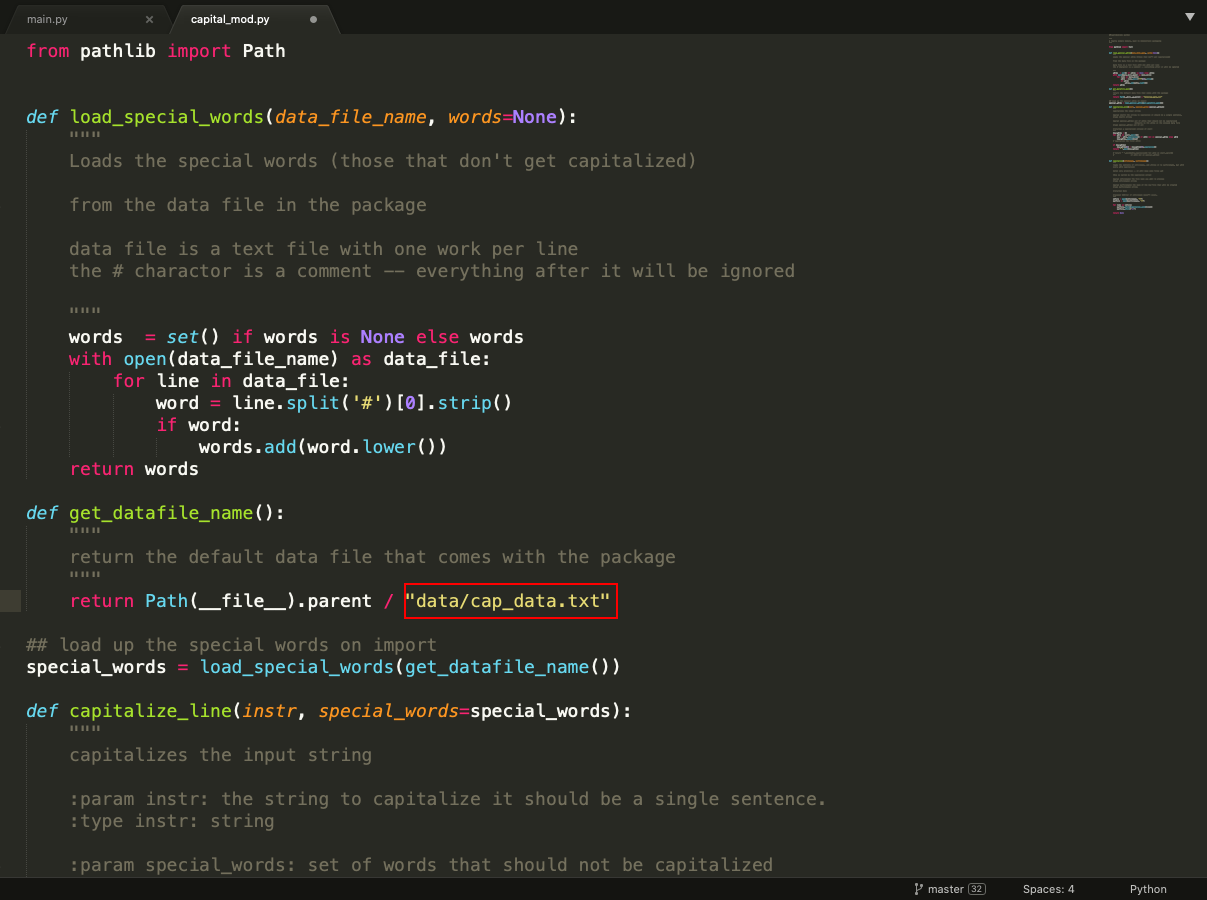 main.py × capital_mod.py
from pathlib import Path
def load_special_words(data_file_name, words=None):
"""
Loads the special words (those that don't get capitalized)
from the data file in the package
data file is a text file with one work per line
the # charactor is a comment -- everything after it will be ignored
"""
words  = set() if words is None else words
with open(data_file_name) as data_file:
for line in data_file:
word = line.split('#')[0].strip()
if word:
words.add(word.lower())
return words
def get_datafile_name():
"""
return the default data file that comes with the package
"""
return Path(__file__).parent / "data/cap_data.txt"
## load up the special words on import
special_words = load_special_words(get_datafile_name())
def capitalize_line(instr, special_words=special_words):
"""
capitalizes the input string
:param instr: the string to capitalize it should be a single sentence.
:type instr: string
:param special_words: set of words that should not be capitalized
master 32 Spaces: 4 Python